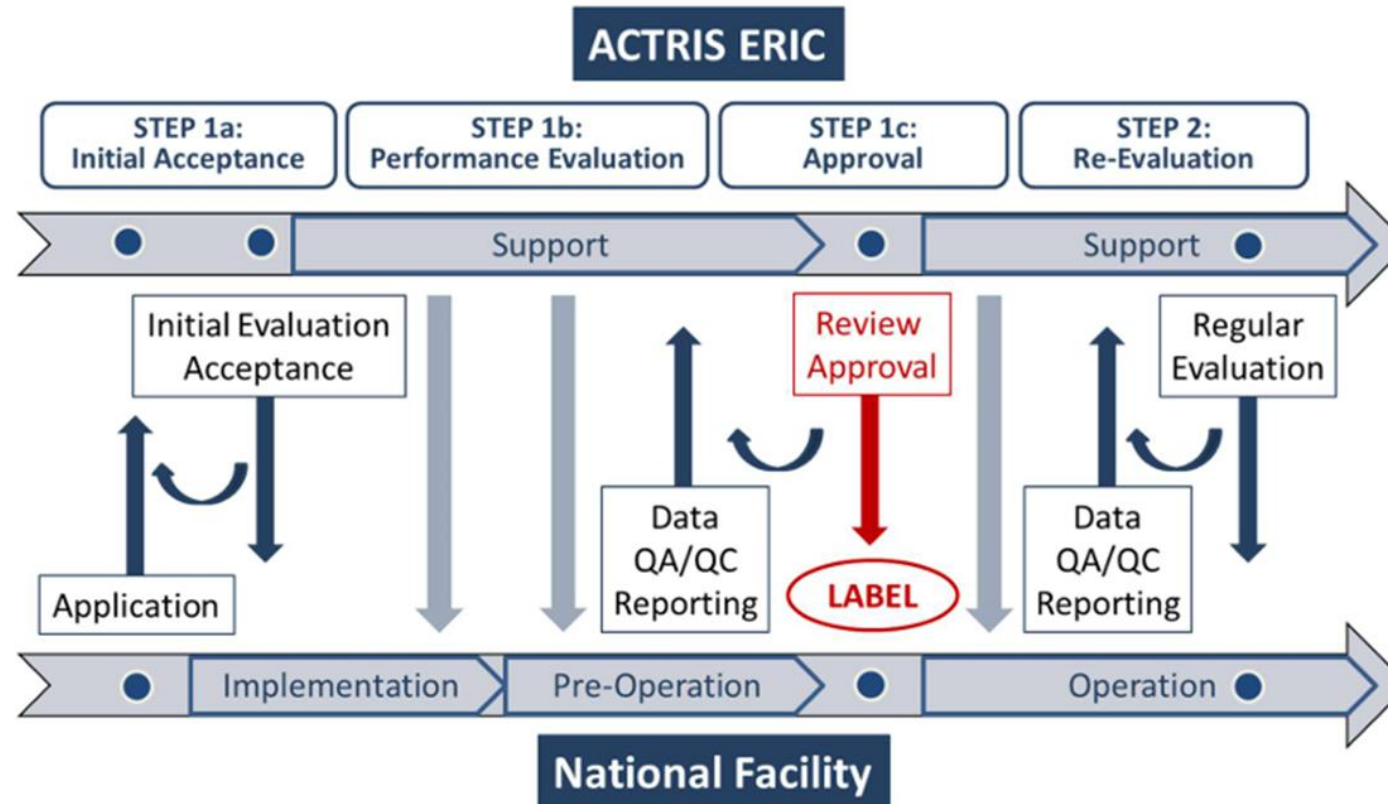 ACTRIS ERIC
STEP 1a:
Initial Acceptance
STEP 1b:
Performance Evaluation
STEP 1c:
Approval
STEP 2:
Re-Evaluation
Support
Support
Initial Evaluation
Acceptance
Review
Approval
Regular
Evaluation
Application
Data
QA/QC
Reporting
LABEL
Data
QA/QC
Reporting
Implementation
Pre-Operation
Operation
National Facility